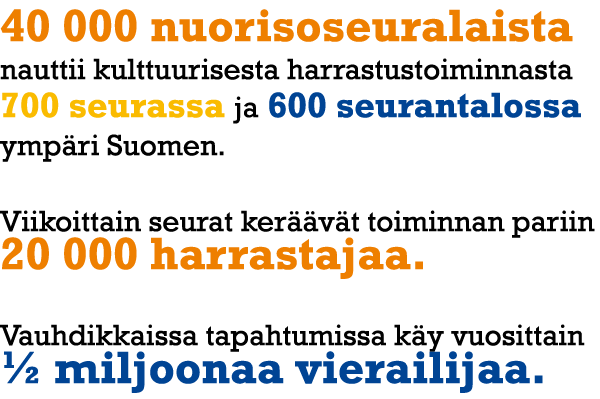 40 000 nuorisoseuralaista
nauttii kulttuurisesta harrastustoiminnasta
700 seurassa ja 600 seurantalossa
ympäri Suomen.
Viikoittain seurat keräävät toiminnan pariin
20 000 harrastajaa.
Vauhdikkaissa tapahtumissa käy vuosittain
½ miljoonaa vierailijaa.